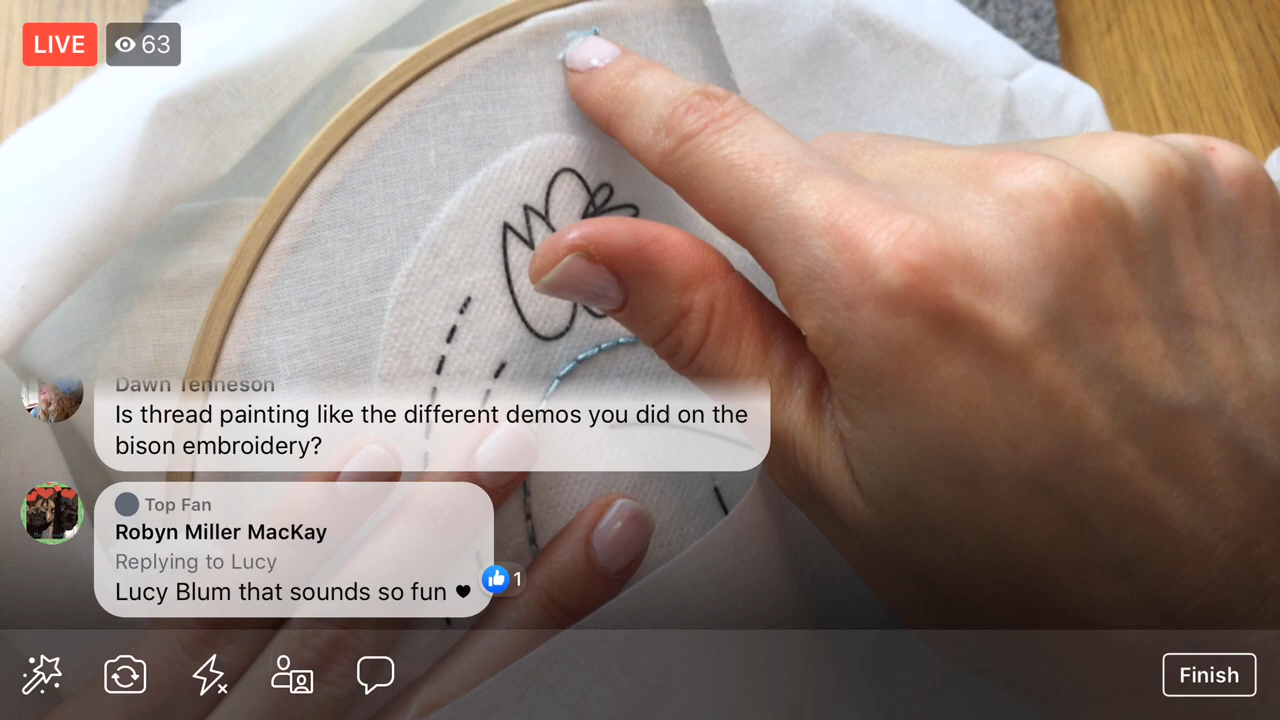 LIVE
63
Dawn Tenneson
Is thread painting like the different demos you did on the
bison embroidery?
Top Fan
Robyn Miller MacKay
Replying to Lucy
Lucy Blum that sounds so fun ♥
1
Finish